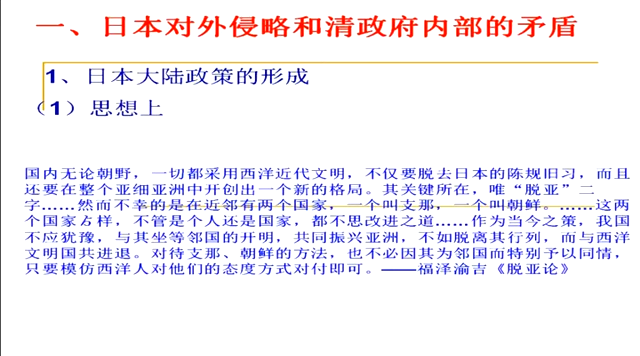 一、日本对外侵略和清政府内部的矛盾
1、日本大陆政策的形成
（1）思想上
国内无论朝野，一切都采用西洋近代文明，不仅要脱去日本的陈规旧习，而且
还要在整个亚细亚洲中开创出一个新的格局。其关键所在，唯“脱亚”二
字……然而不幸的是在近邻有两个国家，一个叫支那，一个叫朝鲜。……这两
个国家一样，不管是个人还是国家，都不思改进之道……作为当今之策，我国
不应犹豫，与其坐等邻国的开明，共同振兴亚洲，不如脱离其行列，而与西洋
文明国共进退。对待支那、朝鲜的方法，也不必因其为邻国而特别予以同情，
只要模仿西洋人对他们的态度方式对付即可。——福泽渝吉《脱亚论》